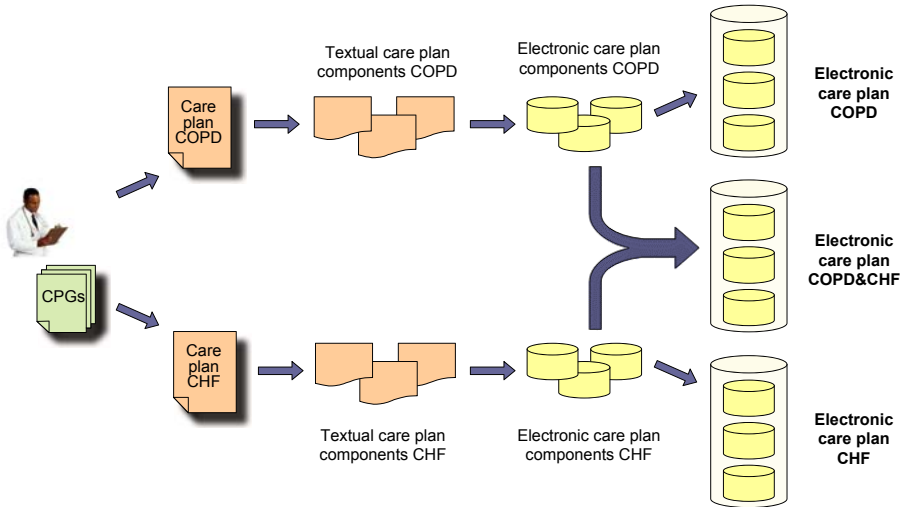 Textual care plan
components COPD
Electronic care plan
components COPD
Electronic
care plan
COPD
Care
plan
COPD
CPGs
Electronic
care plan
COPD&CHF
Care
plan
CHF
Textual care plan
components CHF
Electronic care plan
components CHF
Electronic
care plan
CHF